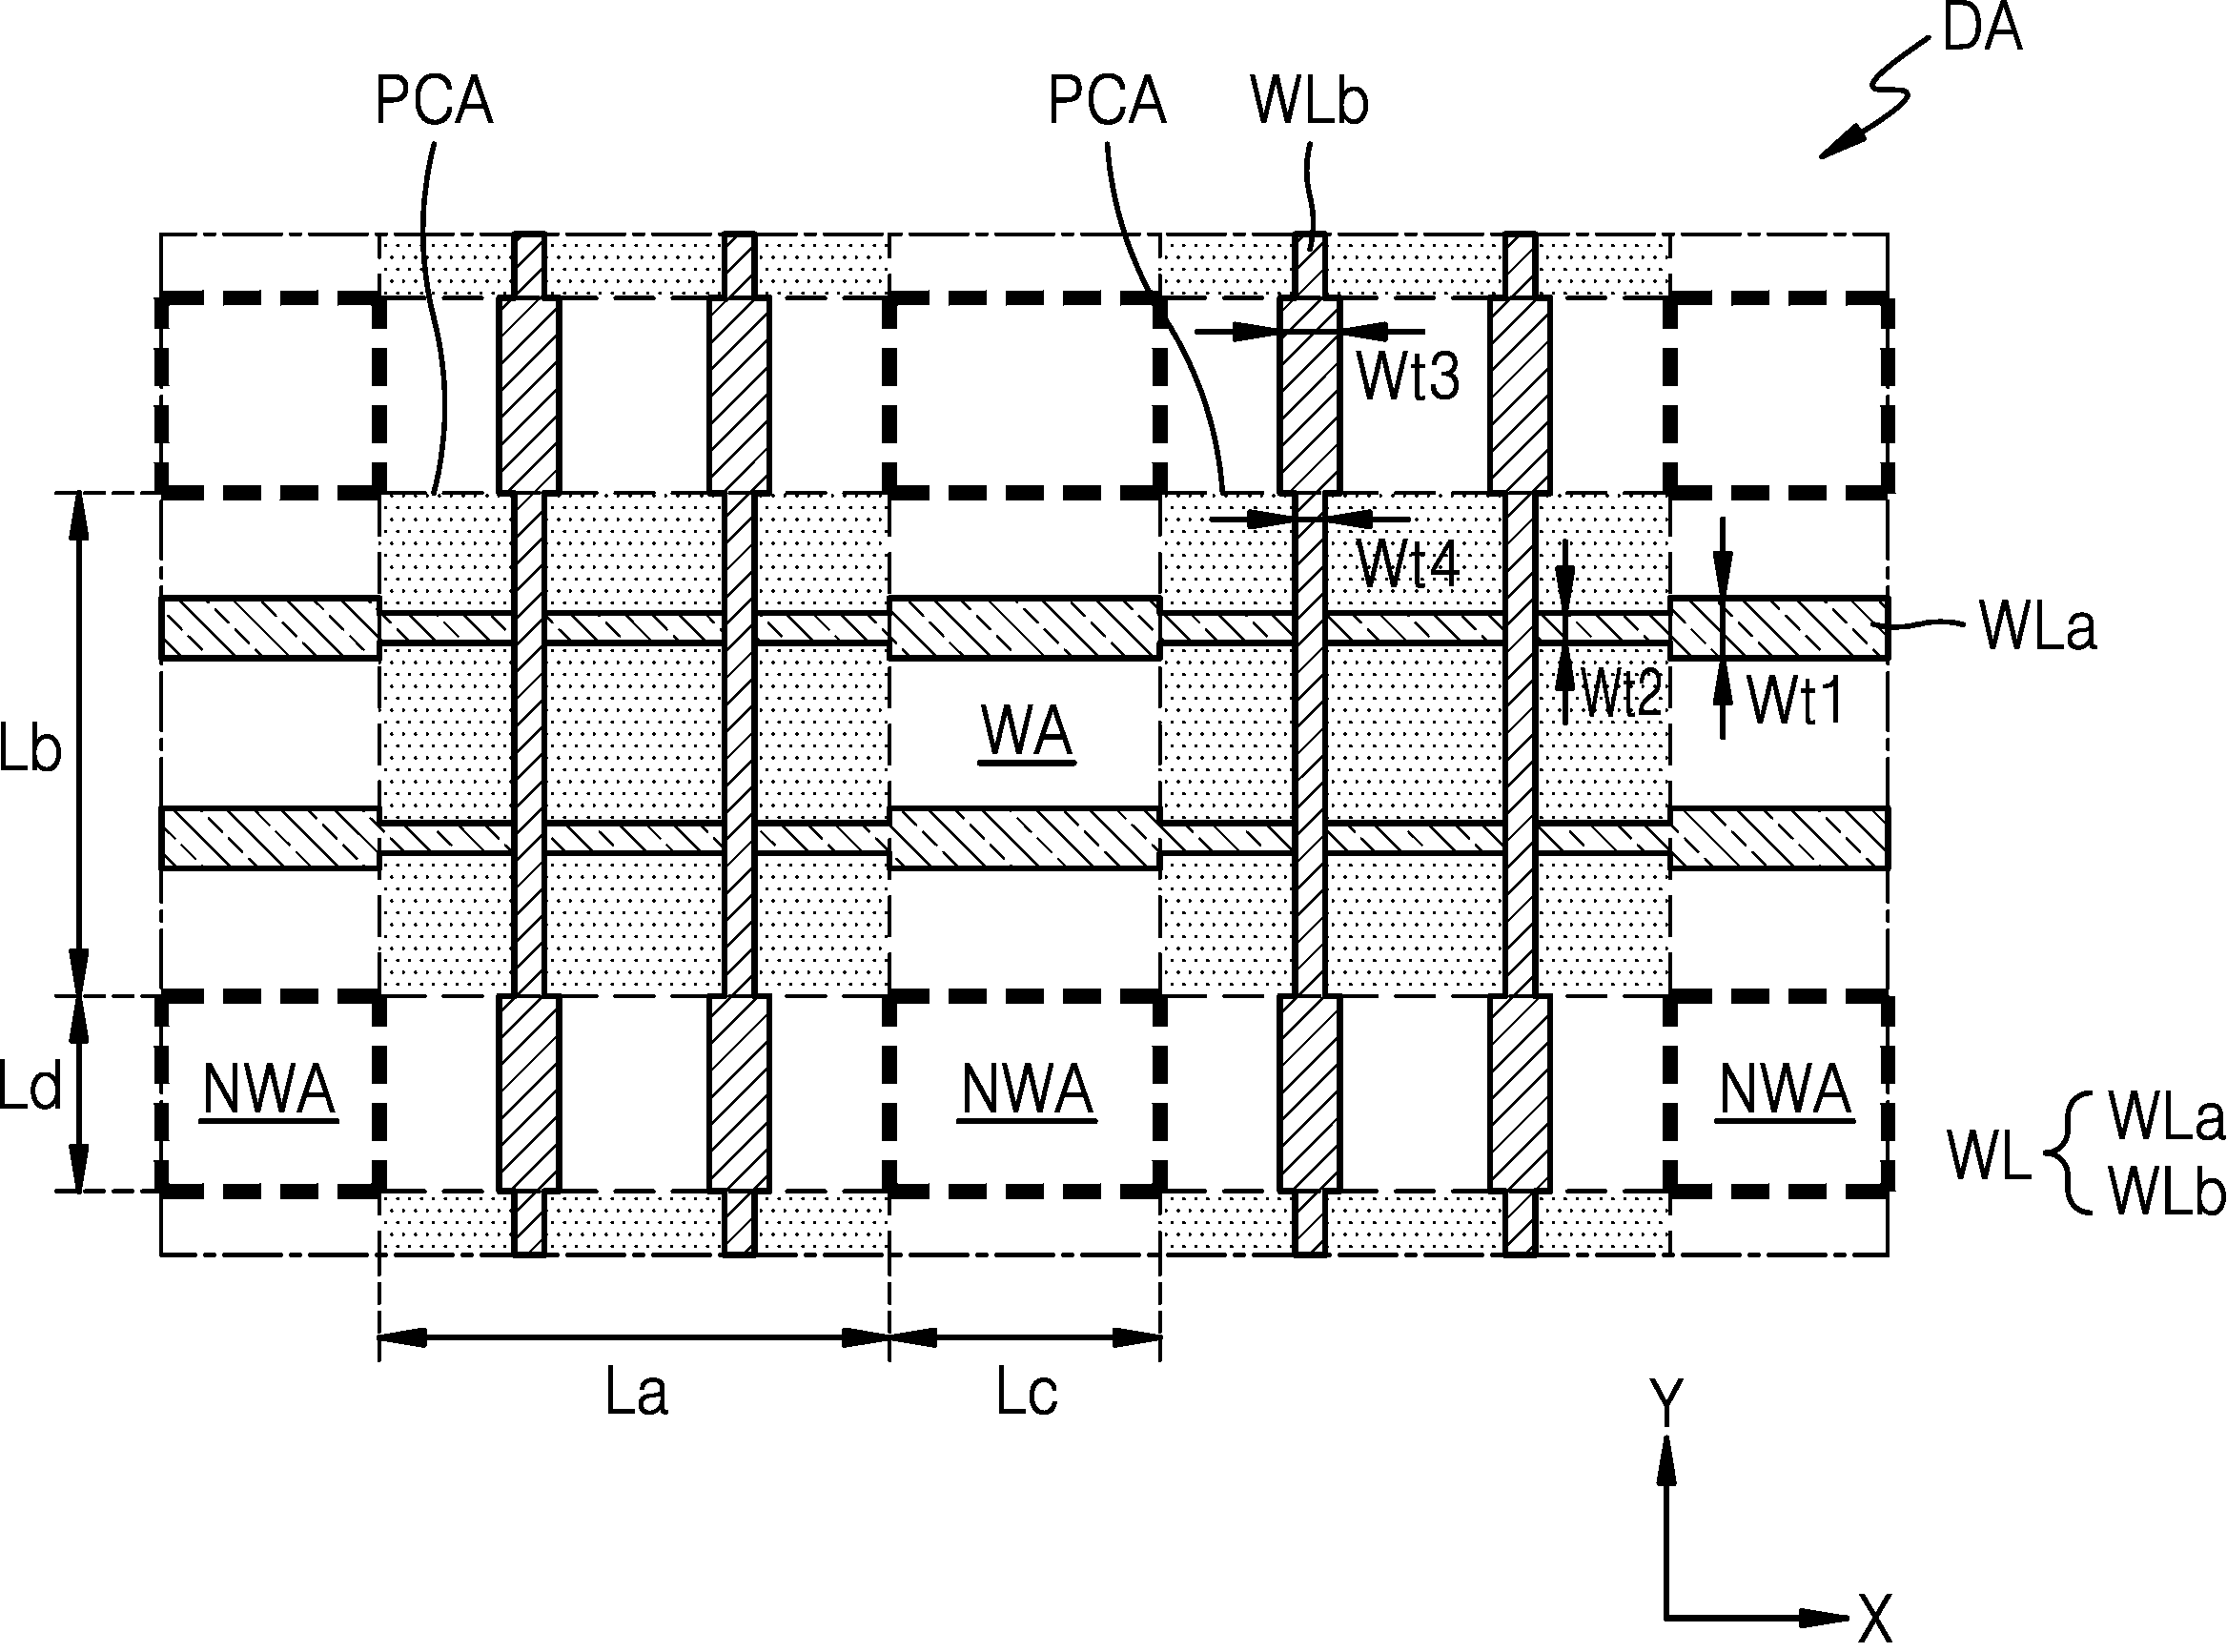 DA
PCA PCA WLb
Wt3
Wt4
WLa
Wt2 Wt1
WA
Lb
NWA NWA NWA
Ld
WL { WLa
WLb
La Lc
Y
X